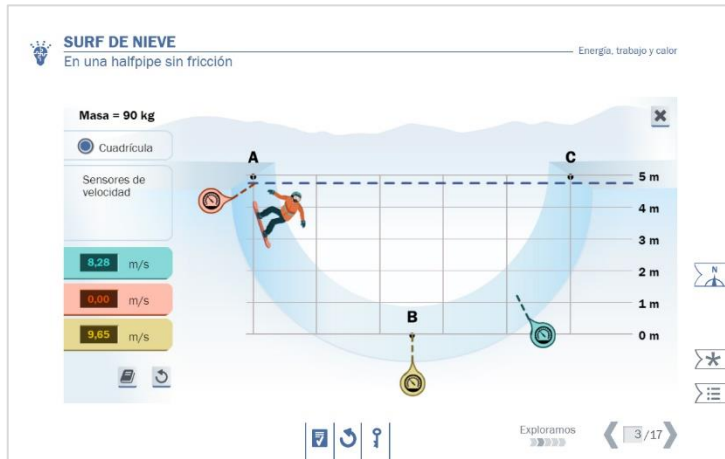 SURF DE NIEVE
En una halfpipe sin fricción
Energía, trabajo y calor
Masa = 90 kg
Cuadrícula
Sensores de
velocidad
8,28 m/s
0,00 m/s
9,65 m/s
A
C
B
5 m
4 m
3 m
2 m
1 m
0 m
N
Exploramos
3 /17